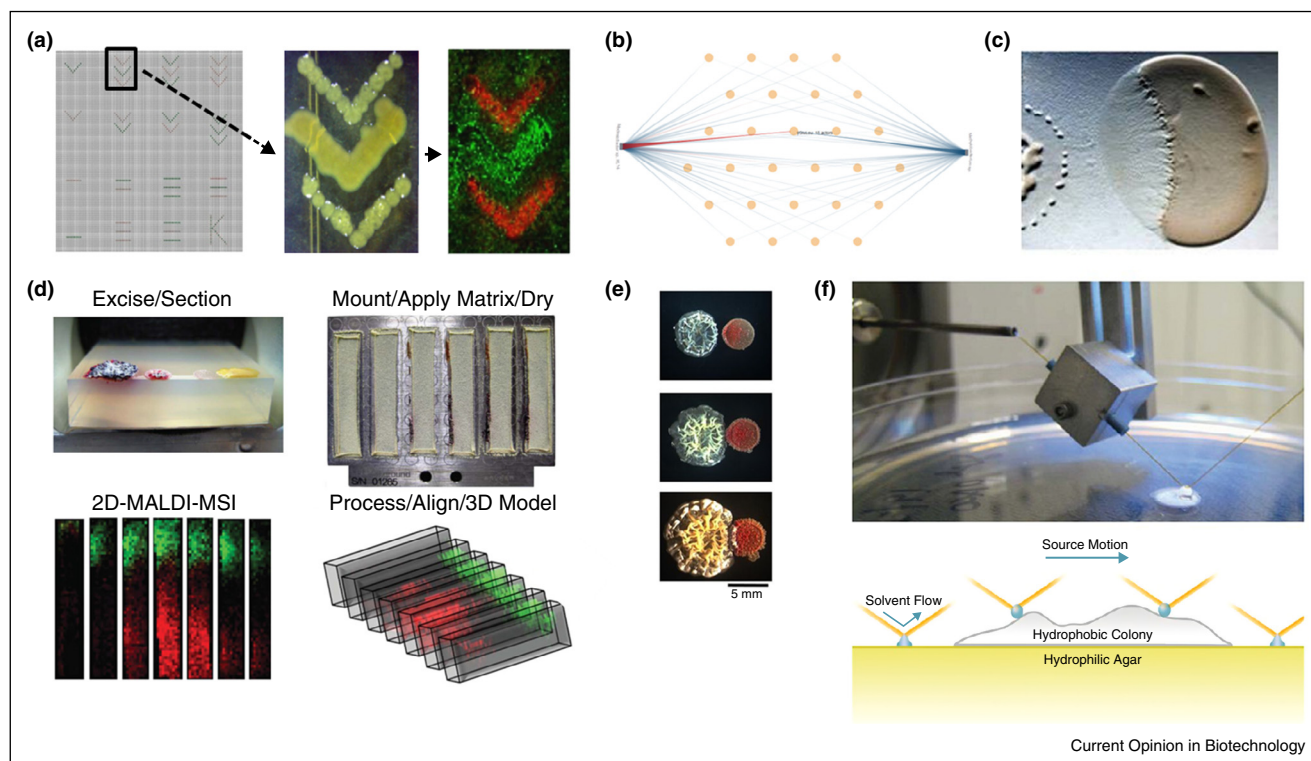 (a)
(b)
(c)
(d)
Excise/Section
Mount/Apply Matrix/Dry
S/N 01265
2D-MALDI-MSI
Process/Align/3D Model
(e)
5 mm
(f)
Source Motion
Solvent Flow
Hydrophobic Colony
Hydrophilic Agar
Current Opinion in Biotechnology